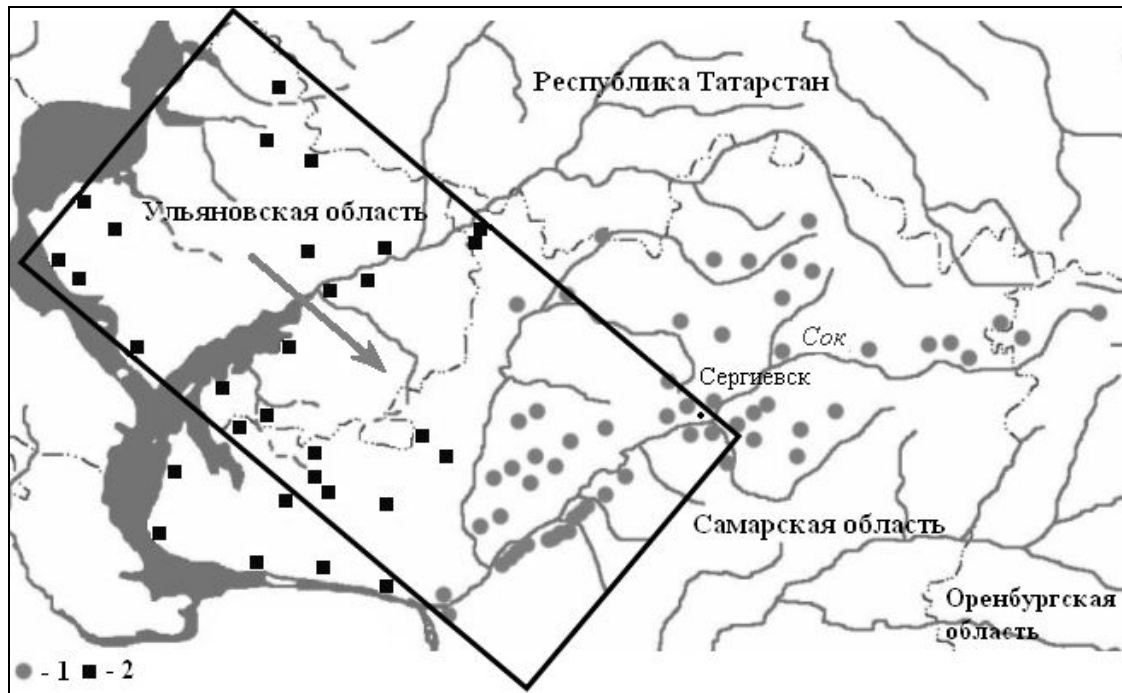 Республика Татарстан
Ульяновская область
Сок
Сергиевск
Самарская область
Оренбургская
область
- 1 - 2